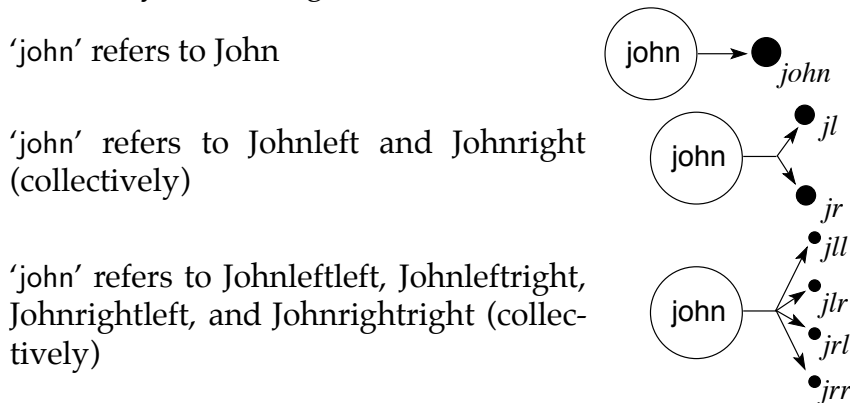 'john' refers to John
john
john
'john' refers to Johnleft and Johnright
(collectively)
john
jl
jr
'john' refers to Johnleftleft, Johnleftright,
Johnrightleft, and Johnrightright (collec-
tively)
john
jll
jlr
jrl
jrr